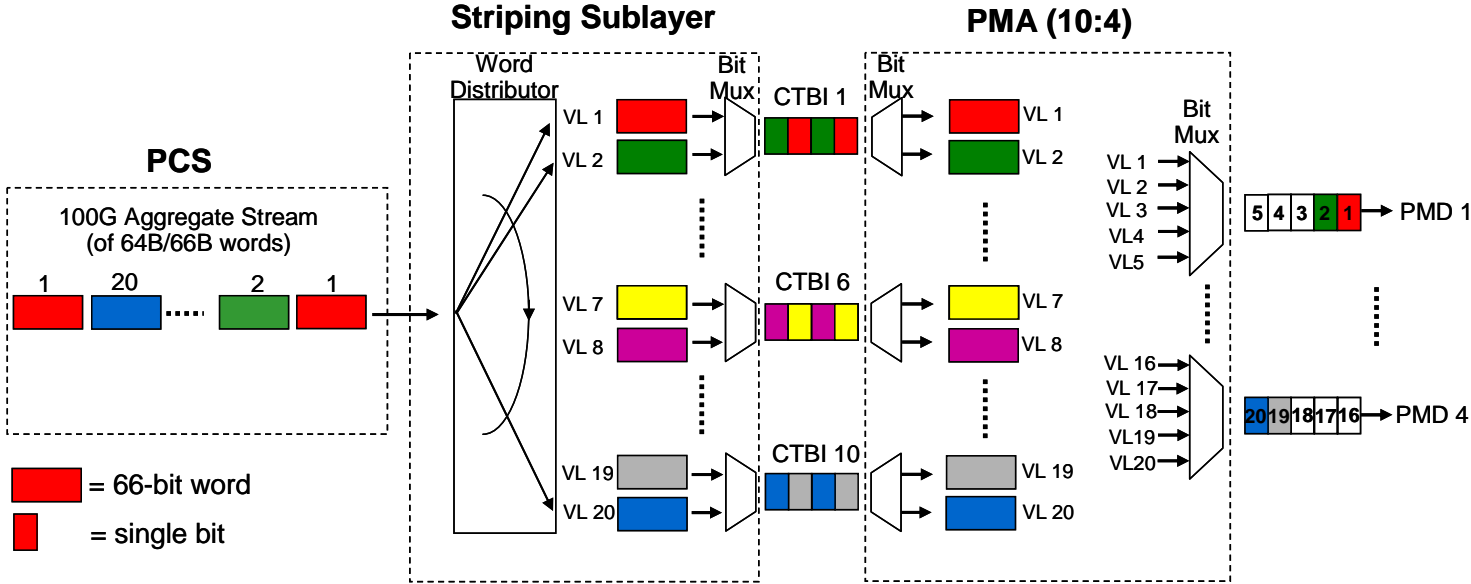 Striping Sublayer
PMA (10:4)
PCS
100G Aggregate Stream
(of 64B/66B words)
1
20
2
1
= 66-bit word
= single bit
Word
Distributor
Bit
Mux
VL 1
VL 2
VL 7
VL 8
VL 19
VL 20
CTBI 1
CTBI 6
CTBI 10
Bit
Mux
VL 1
VL 2
VL 7
VL 8
VL 19
VL 20
Bit
Mux
VL 1
VL 2
VL 3
VL4
VL5
VL 16
VL 17
VL 18
VL19
VL20
5 4 3 2 1
PMD 1
20 19 18 17 16
PMD 4